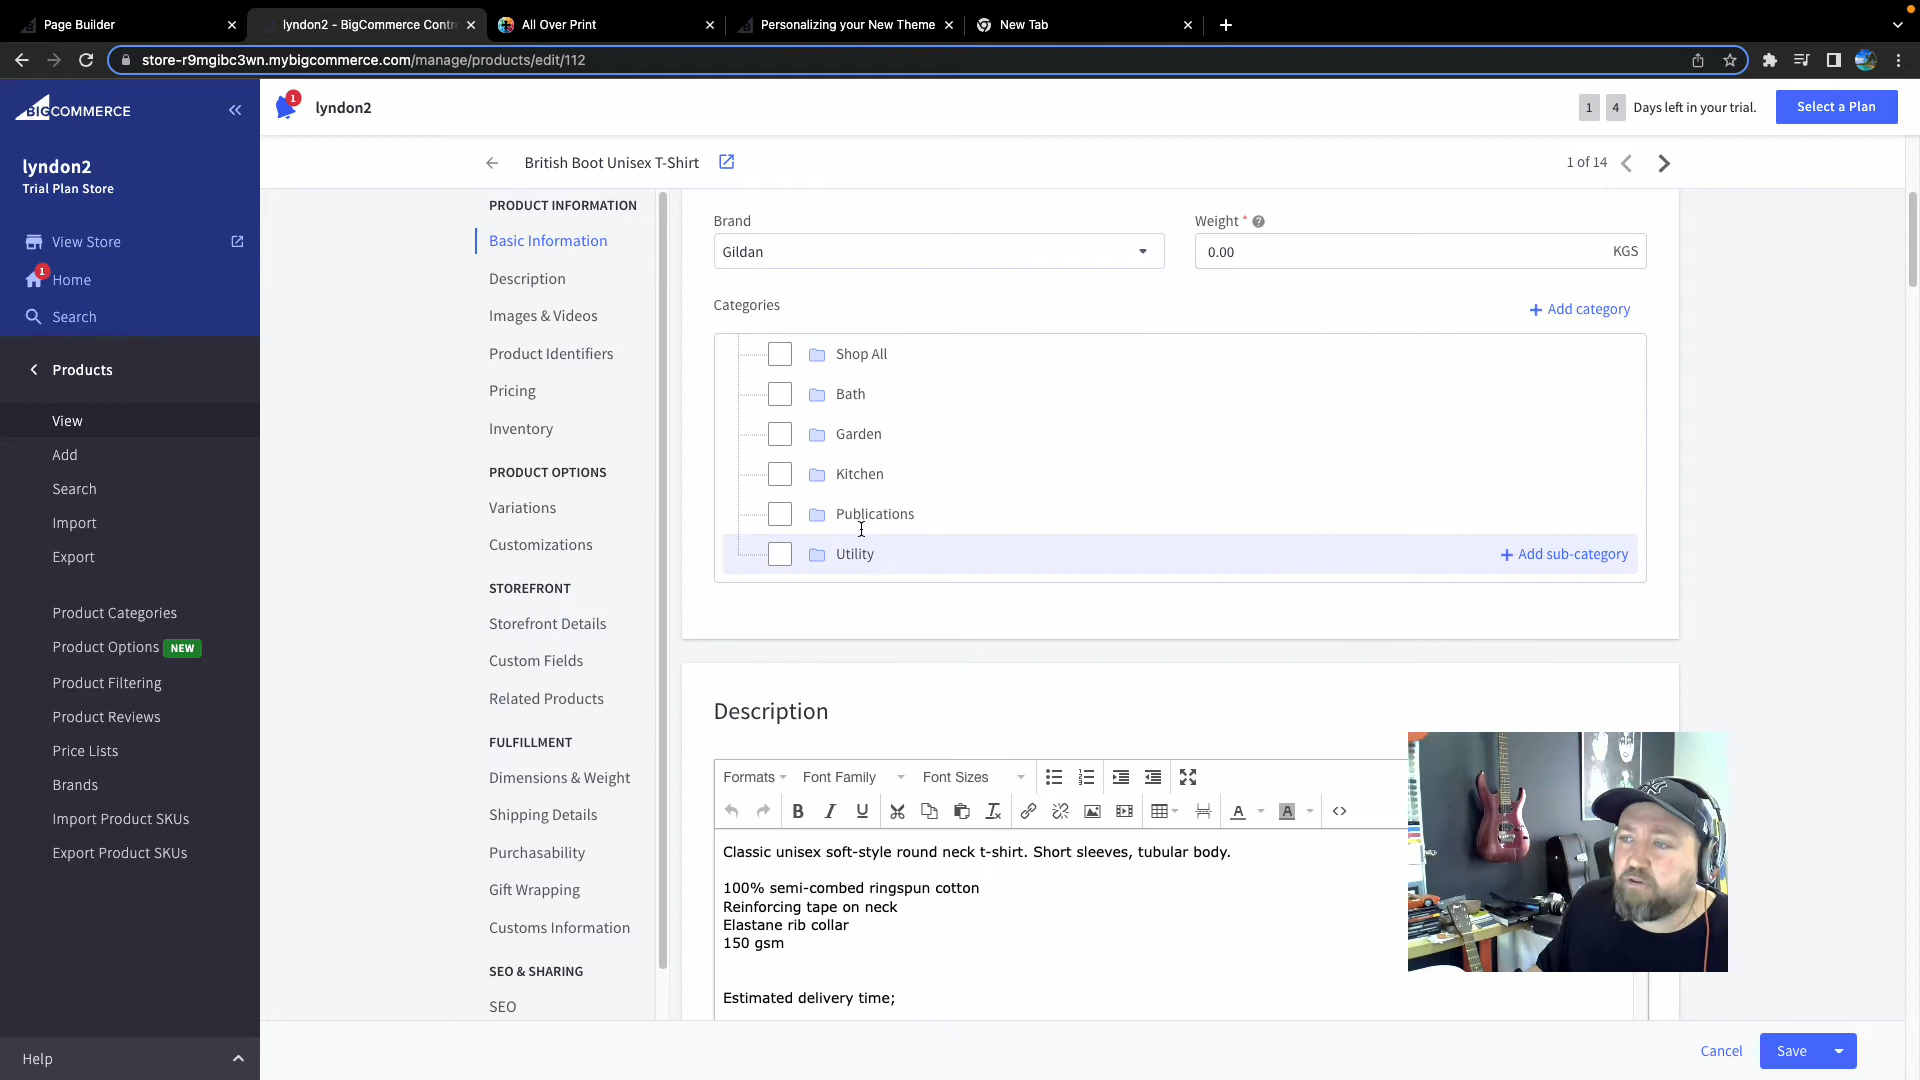 Page Builder
lyndon2 - BigCommerce Contr
All Over Print
Personalizing your New Theme
New Tab
store-r9mgibc3wn.mybigcommerce.com/manage/products/edit/112
BIGCOMMERCE
1
lyndon2
1 4 Days left in your trial.
Select a Plan
lyndon2
Trial Plan Store
View Store
1
Home
Search
Products
View
Add
Search
Import
Export
Product Categories
Product Options NEW
Product Filtering
Product Reviews
Price Lists
Brands
Import Product SKUs
Export Product SKUs
Help
British Boot Unisex T-Shirt
1 of 14
PRODUCT INFORMATION
Basic Information
Description
Images & Videos
Product Identifiers
Pricing
Inventory
PRODUCT OPTIONS
Variations
Customizations
STOREFRONT
Storefront Details
Custom Fields
Related Products
FULFILLMENT
Dimensions & Weight
Shipping Details
Purchasability
Gift Wrapping
Customs Information
SEO & SHARING
SEO
Brand
Gildan
Weight * ?
0.00 KGS
Categories
+ Add category
Shop All
Bath
Garden
Kitchen
Publications
Utility
+ Add sub-category
Description
Formats Font Family Font Sizes
B I U A A <>
Classic unisex soft-style round neck t-shirt. Short sleeves, tubular body.
100% semi-combed ringspun cotton
Reinforcing tape on neck
Elastane rib collar
150 gsm
Estimated delivery time;
Cancel
Save